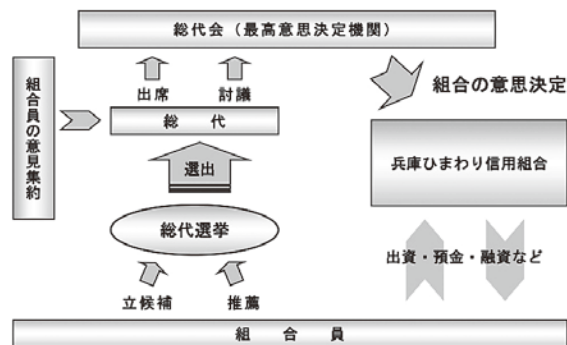 総代会（最高意思決定機関）
出席
討議
組合の意思決定
組合員の意見集約
総代
兵庫ひまわり信用組合
選出
総代選挙
出資・預金・融資など
立候補
推薦
組合員